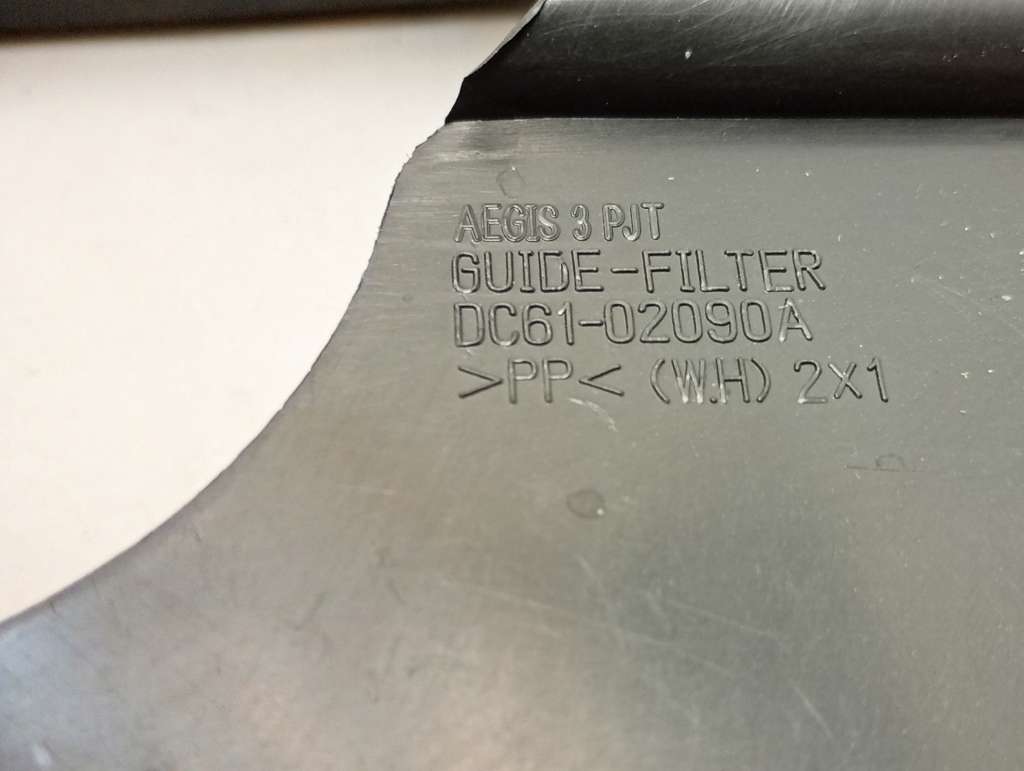 AEGIS 3 PJT
GUIDE-FILTER
DC61-02090A
>PP< (W.H) 2X1